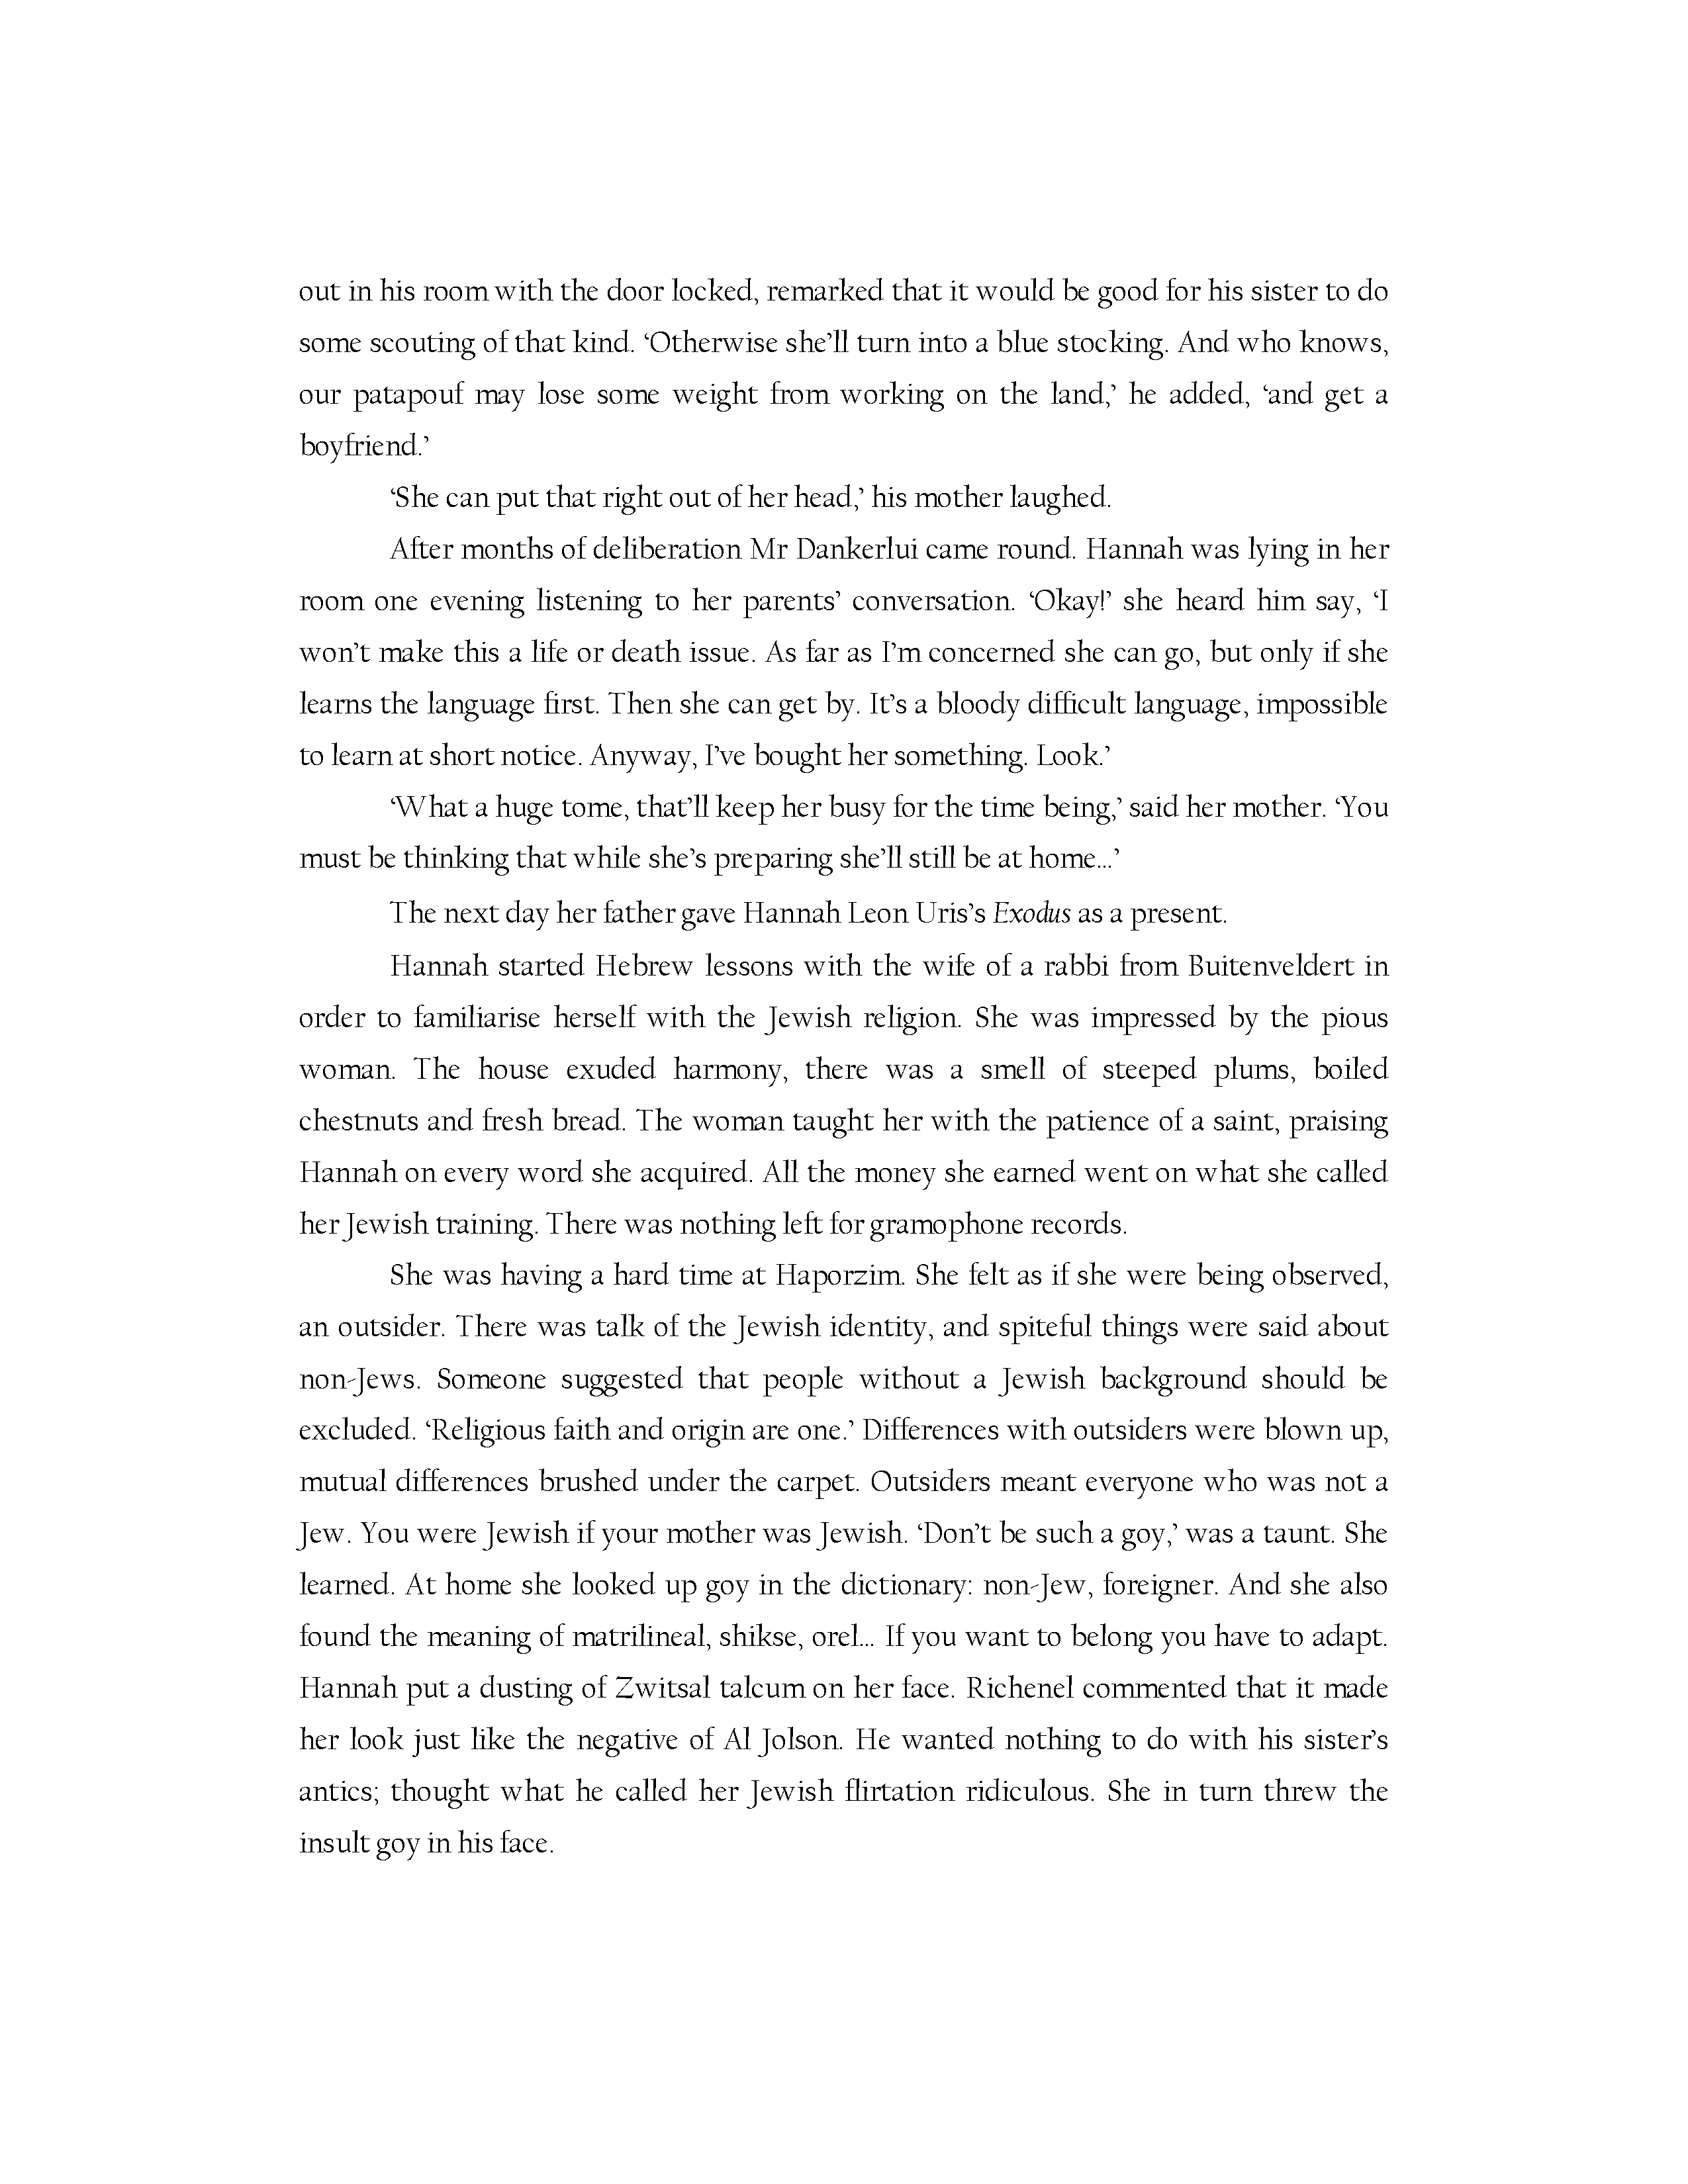 out in his room with the door locked, remarked that it would be good for his sister to do
some scouting of that kind. ‘Otherwise she’ll turn into a blue stocking. And who knows,
our patapouf may lose some weight from working on the land,’ he added, ‘and get a
boyfriend.’
‘She can put that right out of her head,’ his mother laughed.
After months of deliberation Mr Dankerlui came round. Hannah was lying in her
room one evening listening to her parents’ conversation. ‘Okay!’ she heard him say, ‘I
won’t make this a life or death issue. As far as I’m concerned she can go, but only if she
learns the language first. Then she can get by. It’s a bloody difficult language, impossible
to learn at short notice. Anyway, I’ve bought her something. Look.’
‘What a huge tome, that’ll keep her busy for the time being,’ said her mother. ‘You
must be thinking that while she’s preparing she’ll still be at home...’
The next day her father gave Hannah Leon Uris’s Exodus as a present.
Hannah started Hebrew lessons with the wife of a rabbi from Buitenveldert in
order to familiarise herself with the Jewish religion. She was impressed by the pious
woman. The house exuded harmony, there was a smell of steeped plums, boiled
chestnuts and fresh bread. The woman taught her with the patience of a saint, praising
Hannah on every word she acquired. All the money she earned went on what she called
her Jewish training. There was nothing left for gramophone records.
She was having a hard time at Haporzim. She felt as if she were being observed,
an outsider. There was talk of the Jewish identity, and spiteful things were said about
non-Jews. Someone suggested that people without a Jewish background should be
excluded. ‘Religious faith and origin are one.’ Differences with outsiders were blown up,
mutual differences brushed under the carpet. Outsiders meant everyone who was not a
Jew. You were Jewish if your mother was Jewish. ‘Don’t be such a goy,’ was a taunt. She
learned. At home she looked up goy in the dictionary: non-Jew, foreigner. And she also
found the meaning of matrilineal, shikse, orel... If you want to belong you have to adapt.
Hannah put a dusting of Zwitsal talcum on her face. Richenel commented that it made
her look just like the negative of Al Jolson. He wanted nothing to do with his sister’s
antics; thought what he called her Jewish flirtation ridiculous. She in turn threw the
insult goy in his face.